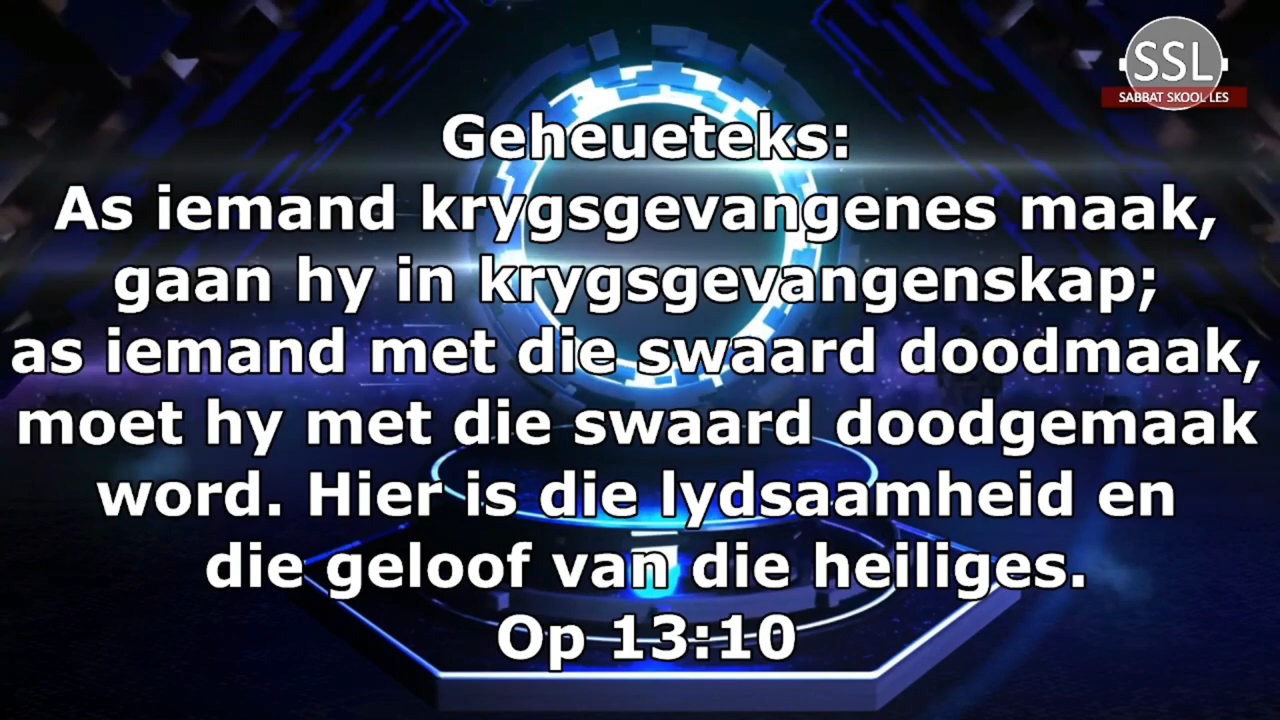 SSL
SABBAT SKOOL LES
Geheueteks:
As iemand krygsgevangenes maak,
gaan hy in krygsgevangenskap;
as iemand met die swaard doodmaak,
moet hy met die swaard doodgemaak
word. Hier is die lydsaamheid en
die geloof van die heiliges.
Op 13:10